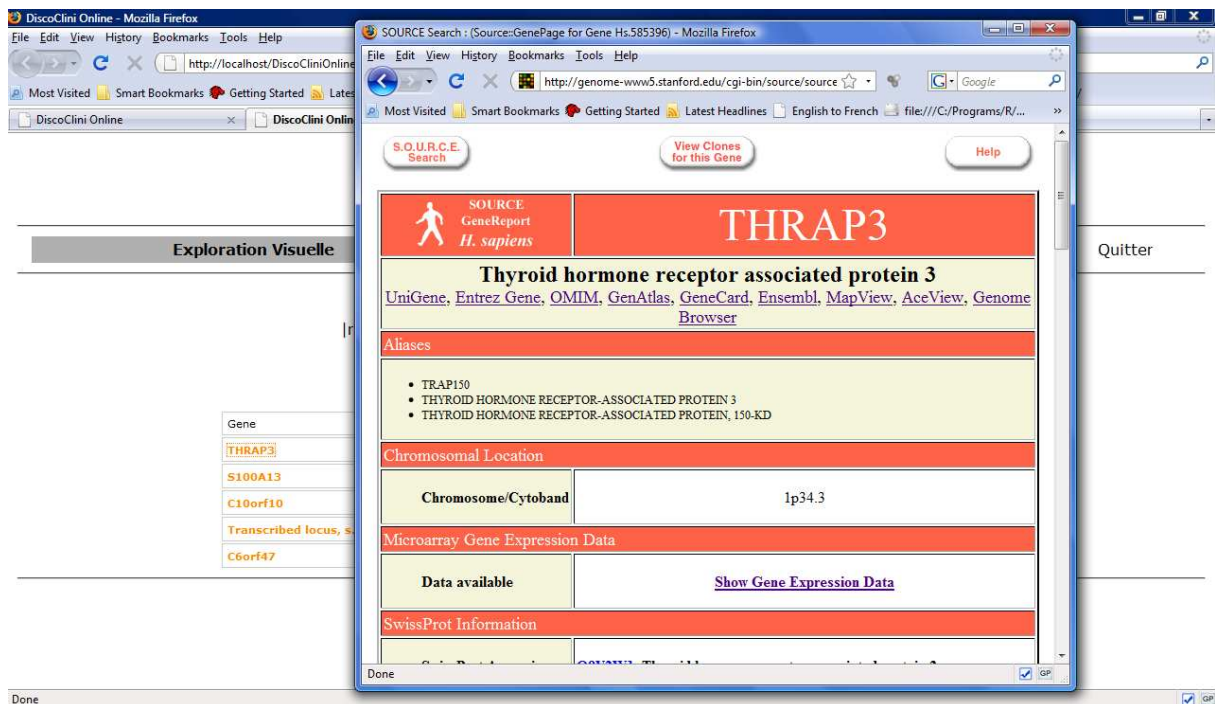 DiscoClini Online - Mozilla Firefox
File Edit View History Bookmarks Tools Help
http://localhost/DiscoCliniOnline
Most Visited Smart Bookmarks Getting Started
DiscoClini Online
DiscoClini Onlin
Exploration Visuelle
Quitter
Gene
THRAP3
S100A13
C10orf10
Transcribed locus, s.
C6orf47
Done
GP
SOURCE Search : (Source::GenePage for Gene Hs.585396) - Mozilla Firefox
File Edit View History Bookmarks Tools Help
http://genome-www5.stanford.edu/cgi-bin/source/source
G Google
Most Visited Smart Bookmarks Getting Started Latest Headlines English to French file:///C:/Programs/R/... »
S.O.U.R.C.E.
Search
View Clones
for this Gene
Help
SOURCE
GeneReport
H. sapiens
THRAP3
Thyroid hormone receptor associated protein 3
UniGene, Entrez Gene, OMIM, GenAtlas, GeneCard, Ensembl, MapView, AceView, Genome
Browser
Aliases
TRAP150
THYROID HORMONE RECEPTOR-ASSOCIATED PROTEIN 3
THYROID HORMONE RECEPTOR-ASSOCIATED PROTEIN, 150-KD
Chromosomal Location
Chromosome/Cytoband 1p34.3
Microarray Gene Expression Data
Data available Show Gene Expression Data
SwissProt Information
Done
GP